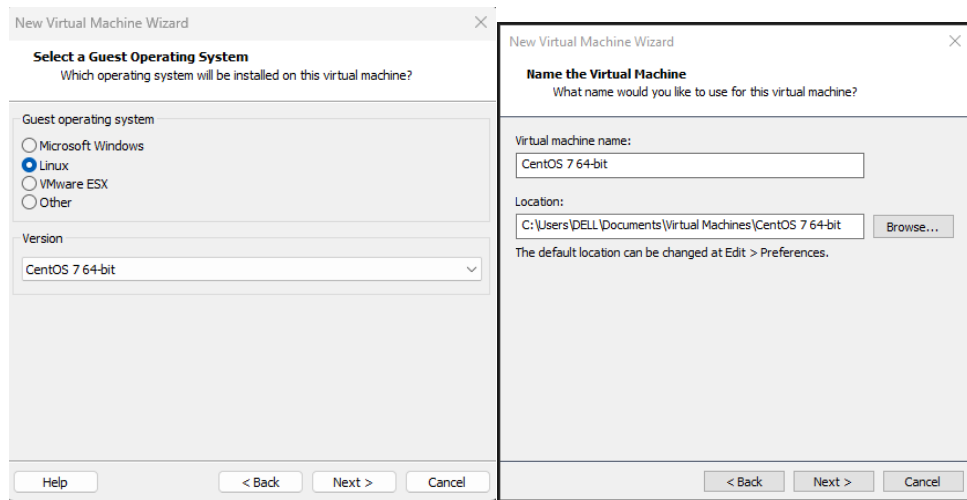 New Virtual Machine Wizard
Select a Guest Operating System
Which operating system will be installed on this virtual machine?
Guest operating system
Microsoft Windows
Linux
VMware ESX
Other
Version
CentOS 7 64-bit
Help
< Back
Next >
Cancel
New Virtual Machine Wizard
Name the Virtual Machine
What name would you like to use for this virtual machine?
Virtual machine name:
CentOS 7 64-bit
Location:
C:\Users\DELL\Documents\Virtual Machines\CentOS 7 64-bit
Browse...
The default location can be changed at Edit > Preferences.
< Back
Next >
Cancel